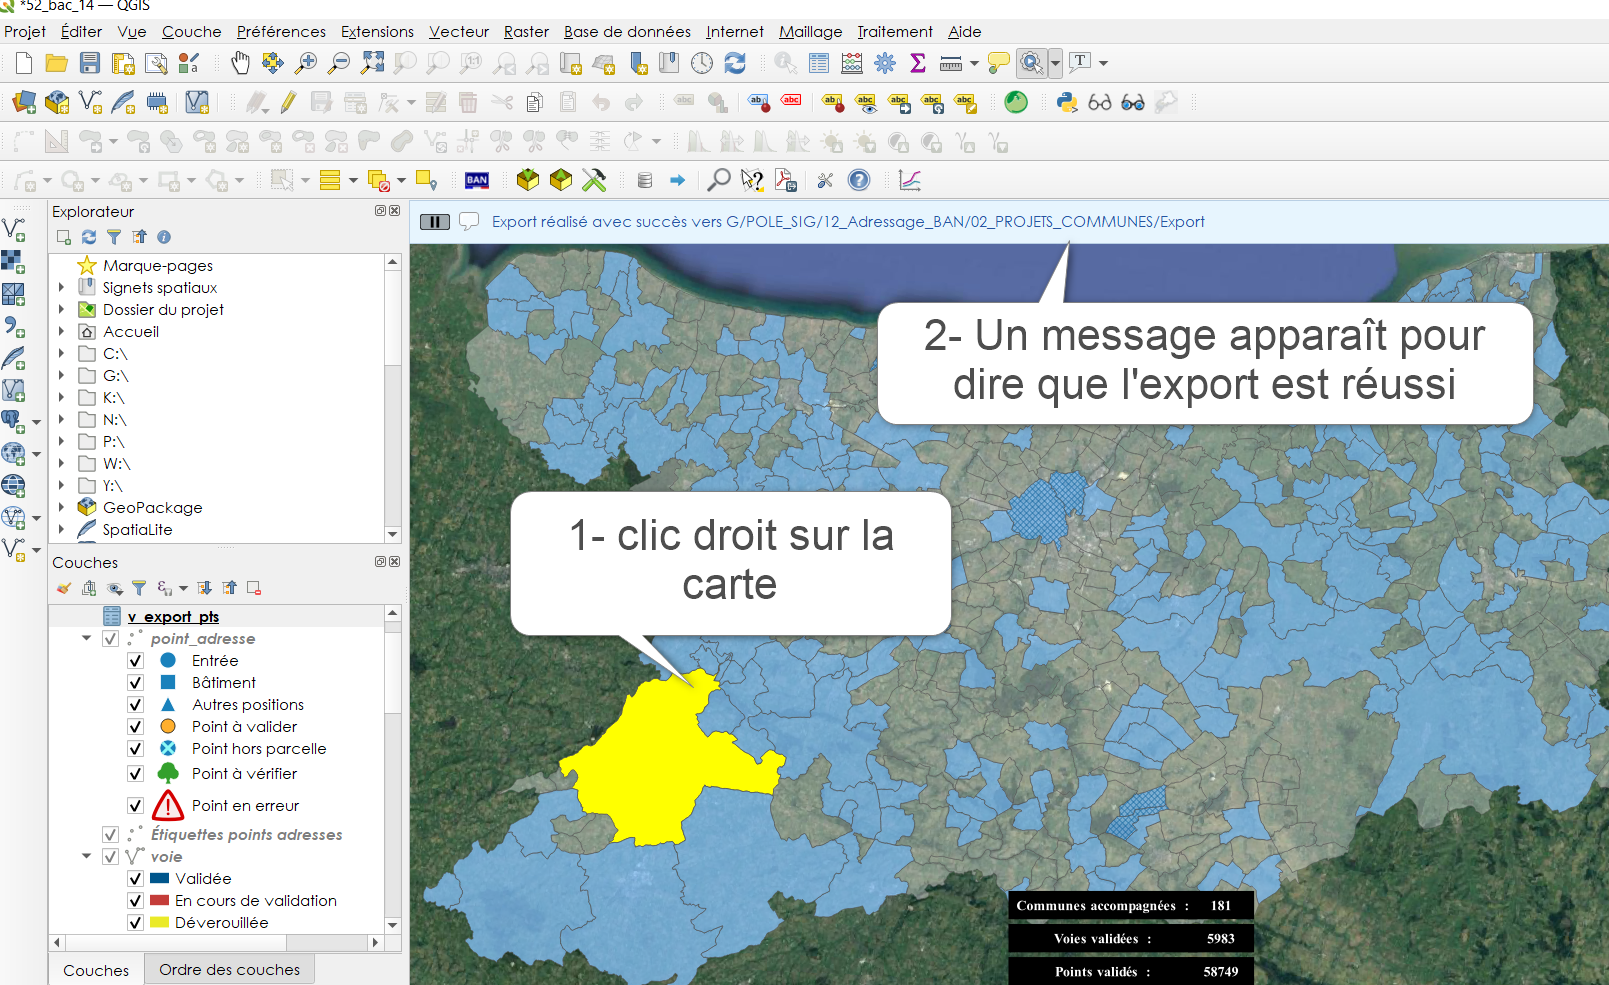 *52_bac_14 — QGIS
Projet Éditer Vue Couche Préférences Extensions Vecteur Raster Base de données Internet Maillage Traitement Aide
BAN
Explorateur
Marque-pages
Signets spatiaux
Dossier du projet
Accueil
C:\
G:\
K:\
N:\
P:\
W:\
Y:\
GeoPackage
SpatiaLite
Couches
v_export_pts
point_adresse
Entrée
Bâtiment
Autres positions
Point à valider
Point hors parcelle
Point à vérifier
Point en erreur
Étiquettes points adresses
voie
Validée
En cours de validation
Déverouillée
Couches
Ordre des couches
Export réalisé avec succès vers G/POLE_SIG/12_Adressage_BAN/02_PROJETS_COMMUNES/Export
2- Un message apparaît pour
dire que l'export est réussi
1- clic droit sur la
carte
Communes accompagnées : 181
Voies validées : 5983
Points validés : 58749